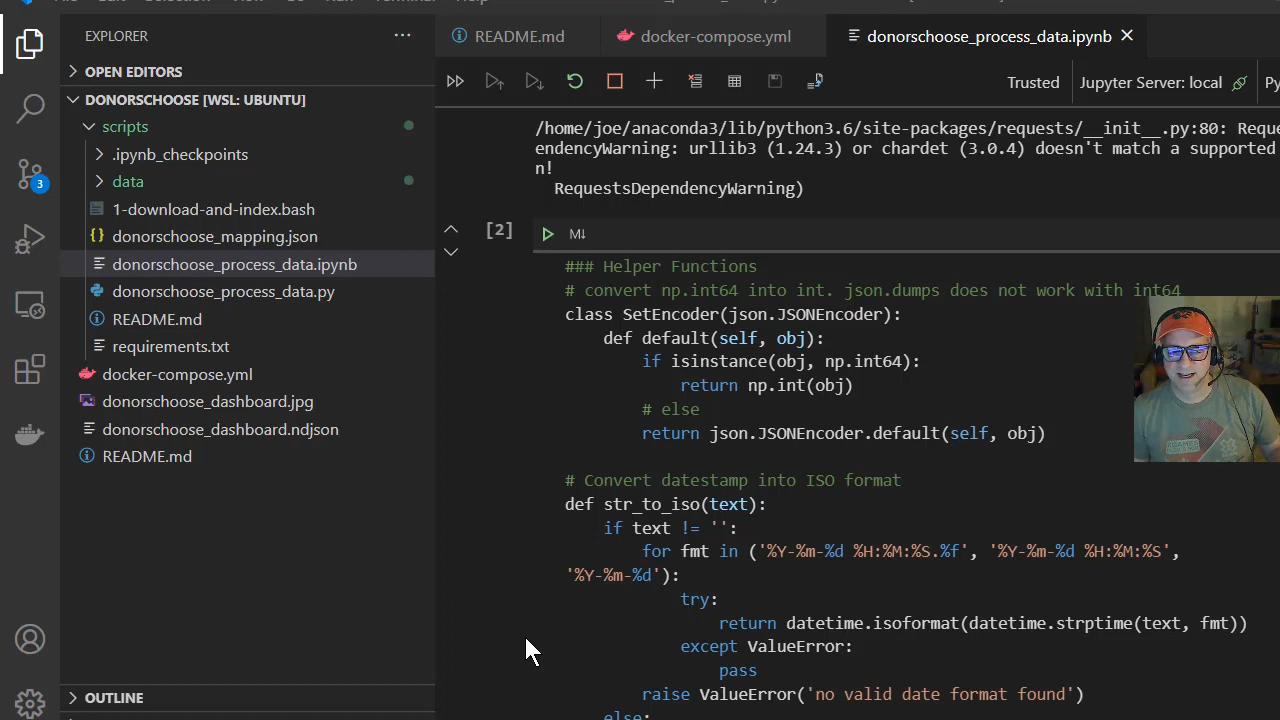 EXPLORER
OPEN EDITORS
DONORSCHOOSE [WSL: UBUNTU]
scripts
.ipynb_checkpoints
data
1-download-and-index.bash
donorschoose_mapping.json
donorschoose_process_data.ipynb
donorschoose_process_data.py
README.md
requirements.txt
docker-compose.yml
donorschoose_dashboard.jpg
donorschoose_dashboard.ndjson
README.md
OUTLINE
3
README.md
docker-compose.yml
donorschoose_process_data.ipynb
Trusted
Jupyter Server: local
Py
/home/joe/anaconda3/lib/python3.6/site-packages/requests/__init__.py:80: Reque
endencyWarning: urllib3 (1.24.3) or chardet (3.0.4) doesn't match a supported
n!
RequestsDependencyWarning)
[2]
M↓
### Helper Functions
# convert np.int64 into int. json.dumps does not work with int64
class SetEncoder(json.JSONEncoder):
def default(self, obj):
if isinstance(obj, np.int64):
return np.int(obj)
# else
return json.JSONEncoder.default(self, obj)
# Convert datestamp into ISO format
def str_to_iso(text):
if text != '':
for fmt in ('%Y-%m-%d %H:%M:%S.%f', '%Y-%m-%d %H:%M:%S',
'%Y-%m-%d'):
try:
return datetime.isoformat(datetime.strptime(text, fmt))
except ValueError:
pass
raise ValueError('no valid date format found')
else: